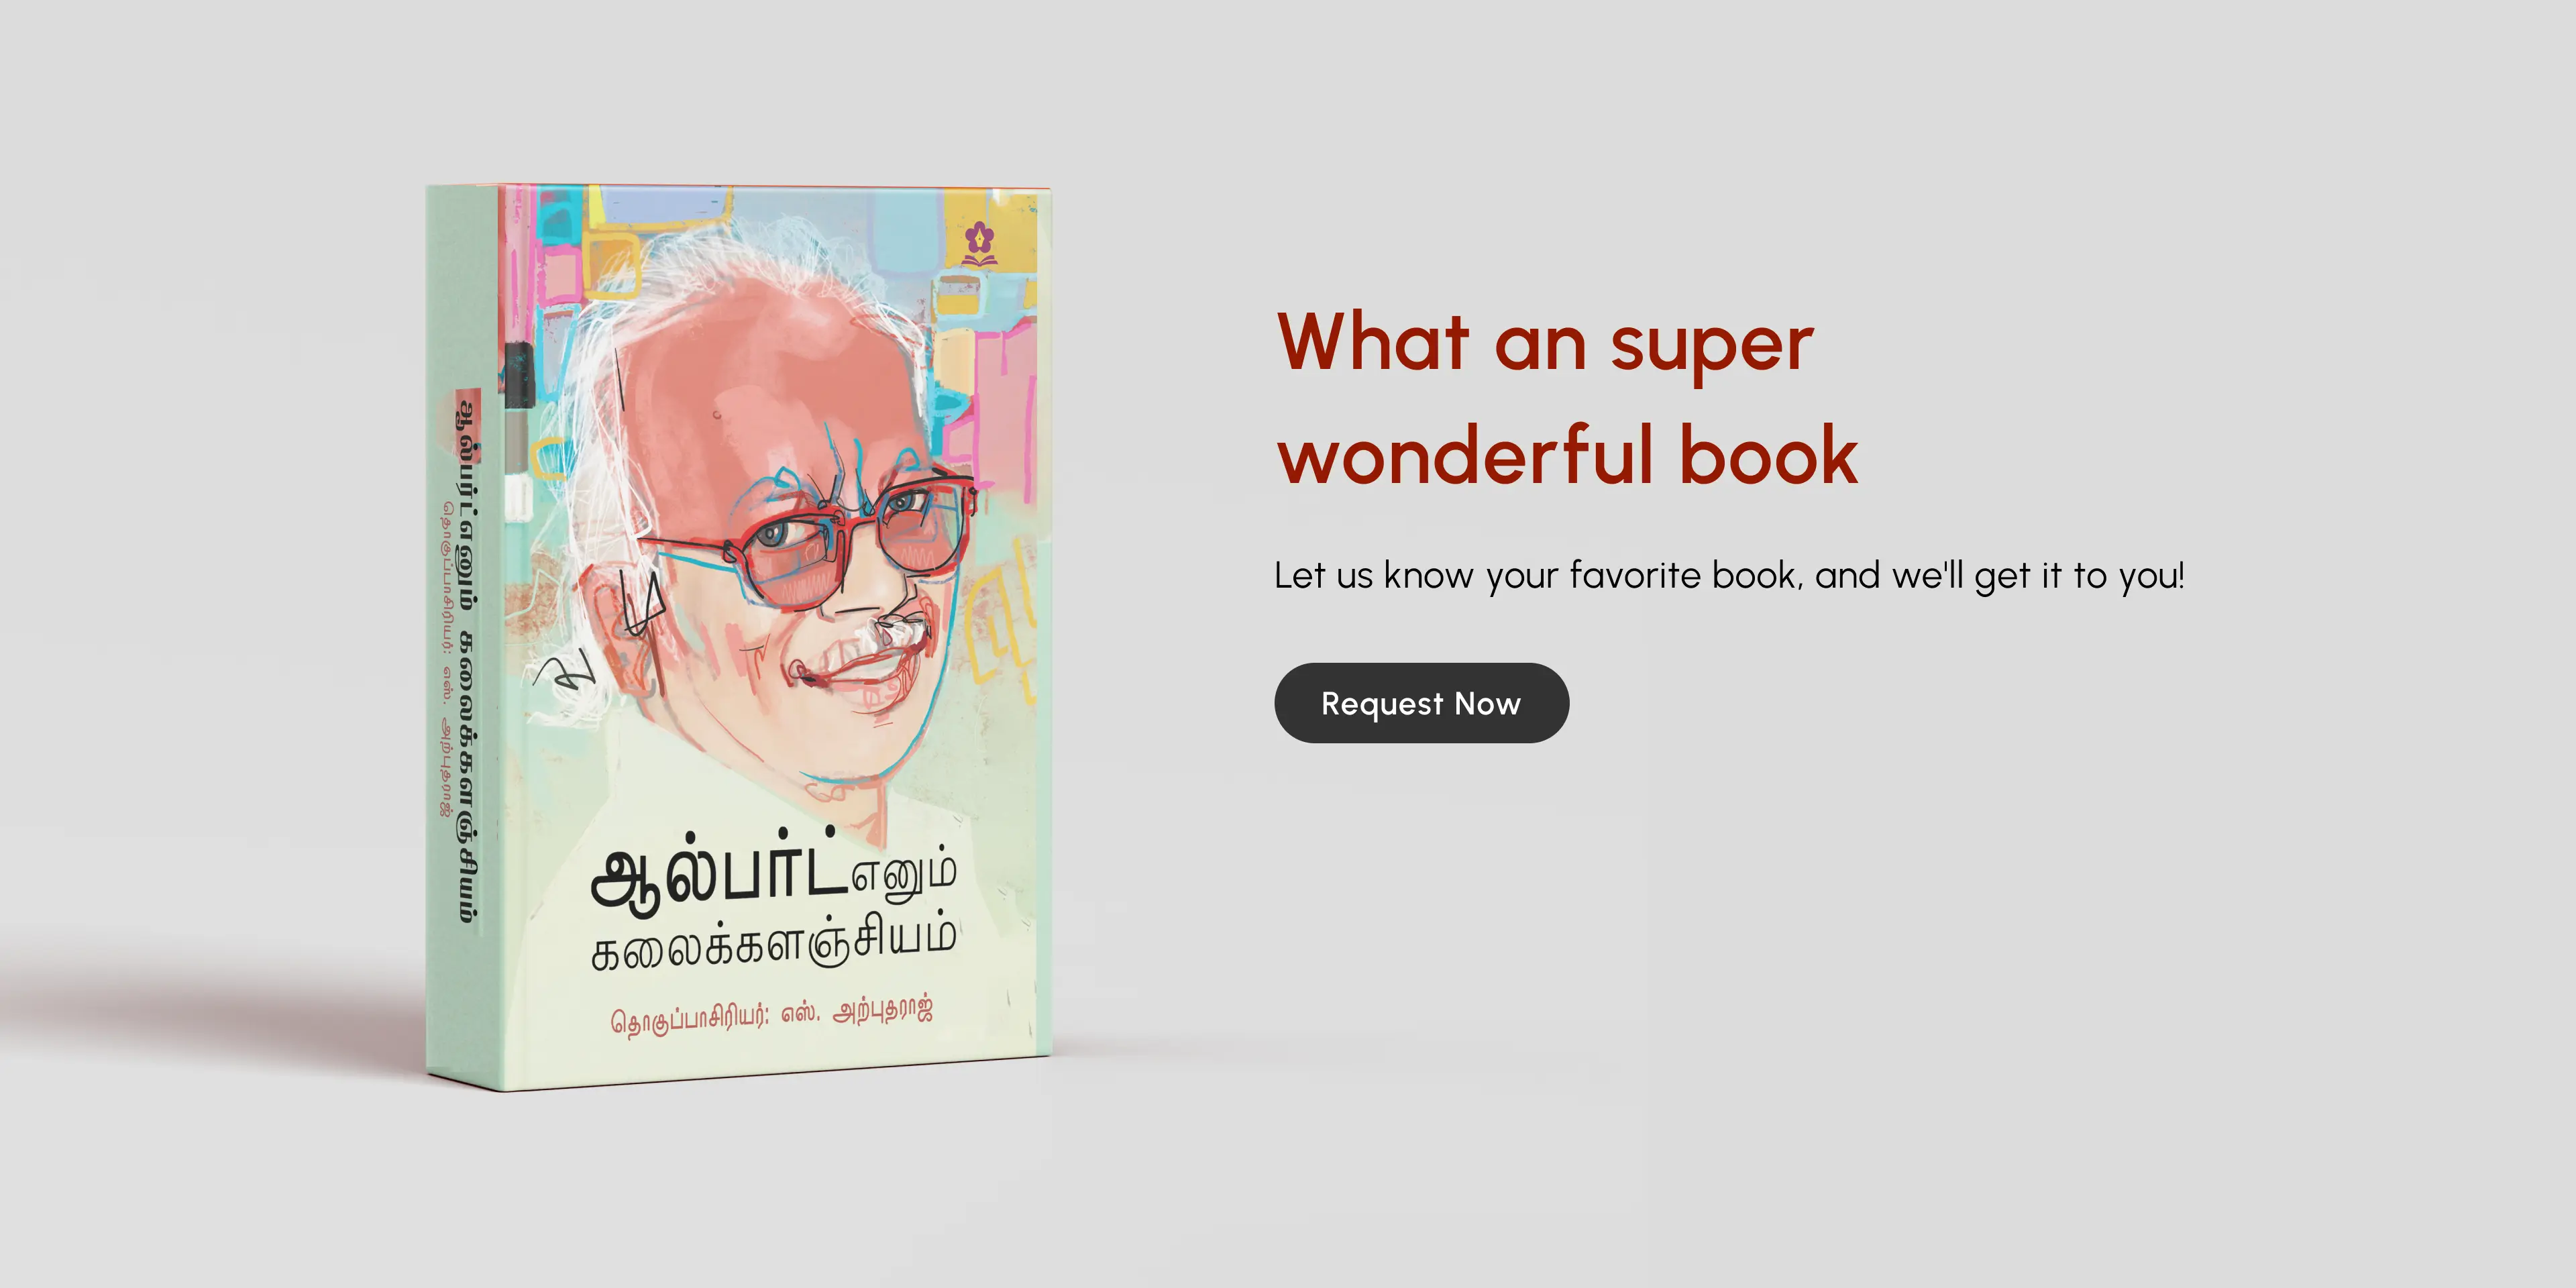 ஆல்பர்ட் எனும் கலைக்களஞ்சியம்
தொகுப்பாசிரியர்: எஸ். அற்புதராஜ்
ஆல்பர்ட் எனும்
கலைக்களஞ்சியம்
தொகுப்பாசிரியர்: எஸ். அற்புதராஜ்
What an super
wonderful book
Let us know your favorite book, and we'll get it to you!
Request Now